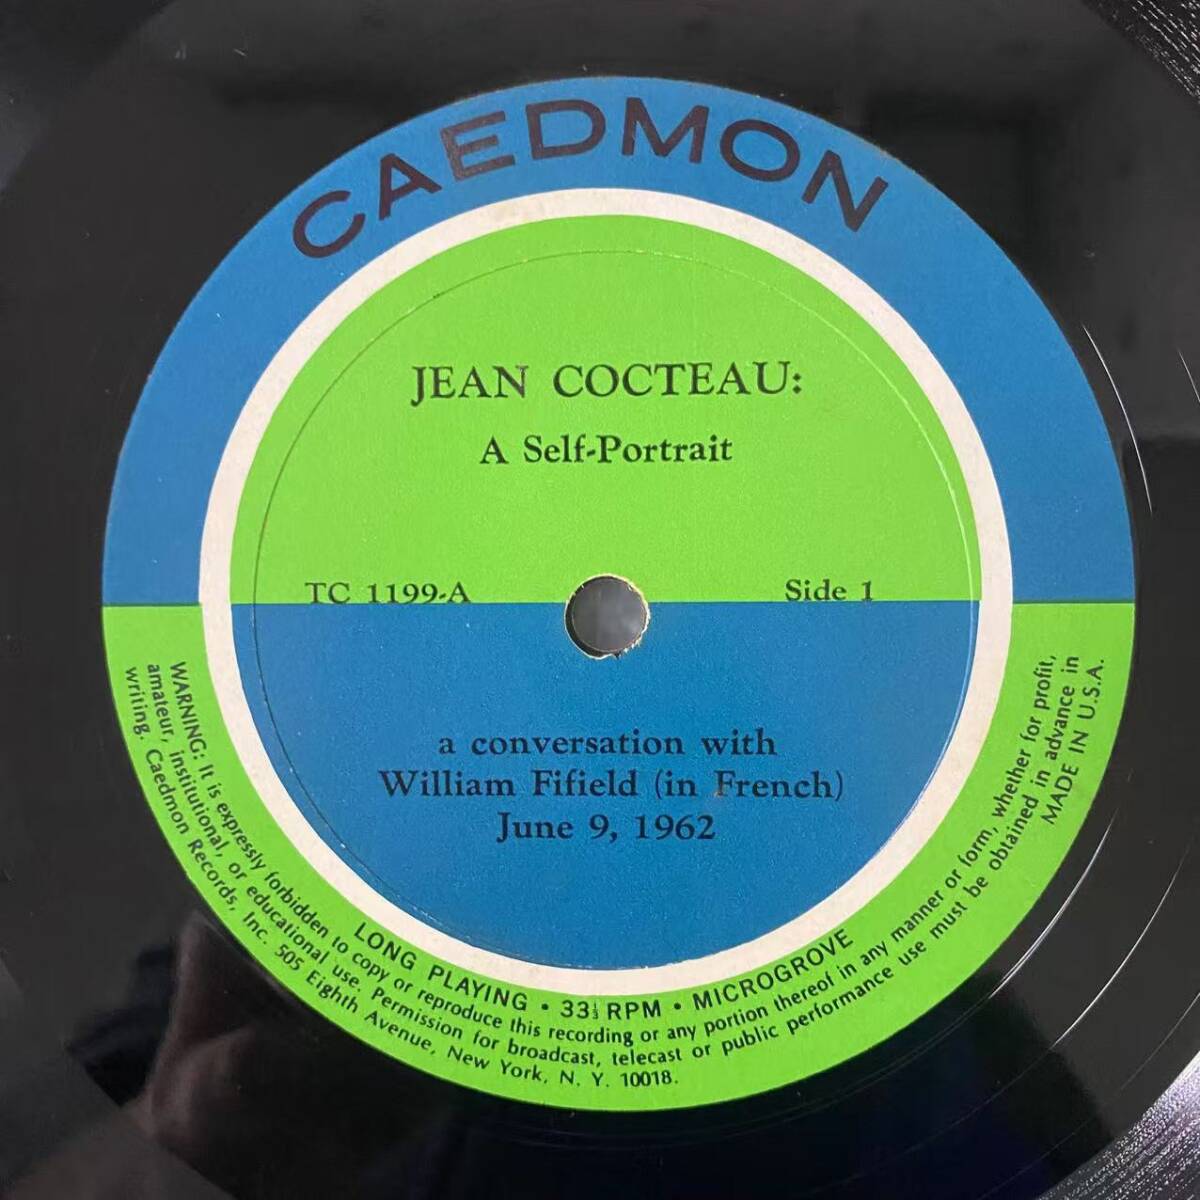 CAEDMON
JEAN COCTEAU:
A Self-Portrait
TC 1199-A
Side 1
a conversation with
William Fifield (in French)
June 9, 1962
LONG PLAYING • 33⅓ RPM • MICROGROVE
WARNING: It is expressly forbidden to copy or reproduce this recording or any portion thereof in any manner or form, whether for profit,
amateur, institutional, or educational use. Permission for broadcast, telecast or public performance use must be obtained in advance in
writing. Caedmon Records, Inc. 505 Eighth Avenue, New York, N. Y. 10018.
MADE IN U.S.A.